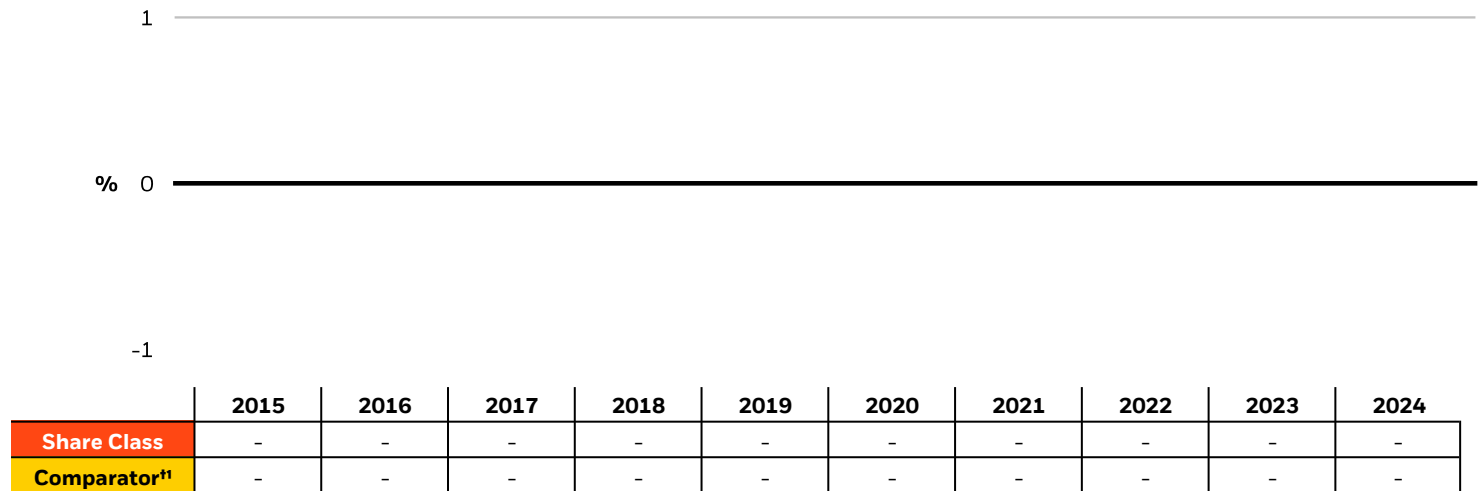 1
% 0
-1
2015 2016 2017 2018 2019 2020 2021 2022 2023 2024
Share Class - - - - - - - - - -
Comparator†1 - - - - - - - - - -